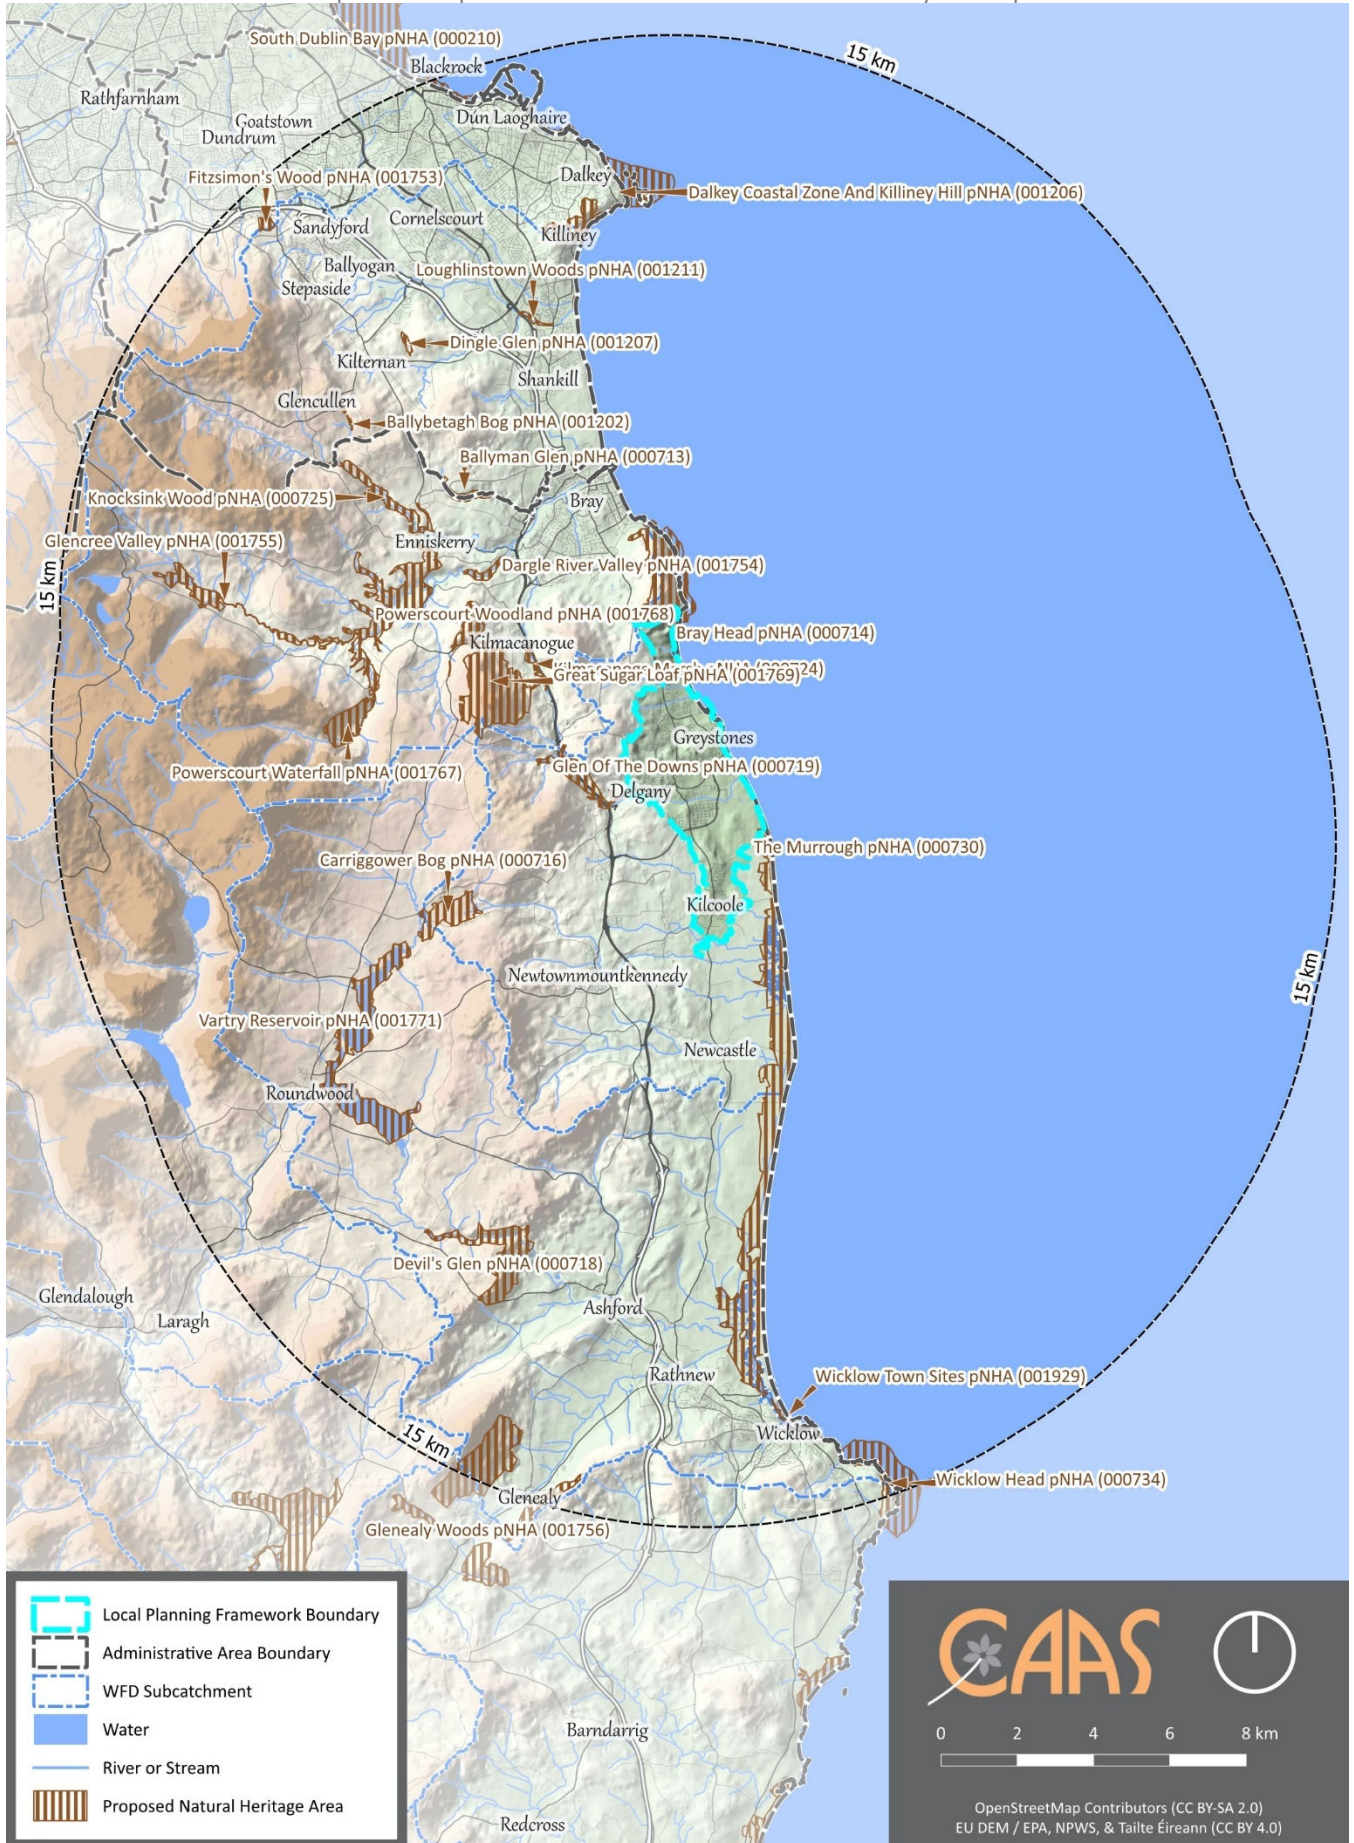 South Dublin Bay pNHA (000210)
15 km
Blackrock
Rathfarnham
Dún Laoghaire
Goatstown
Dundrum
Fitzsimon's Wood pNHA (001753)
Dalkey
Dalkey Coastal Zone And Killiney Hill pNHA (001206)
Cornelscourt
Sandyford
Killiney
Ballyogan
Loughlinstown Woods pNHA (001211)
Stepaside
Dingle Glen pNHA (001207)
Kilternan
Shankill
Glencullen
Ballybetagh Bog pNHA (001202)
Ballyman Glen pNHA (000713)
Knocksink Wood pNHA (000725)
Bray
Glencree Valley pNHA (001755)
Enniskerry
Dargle River Valley pNHA (001754)
15 km
Powerscourt Woodland pNHA (001768)
Bray Head pNHA (000714)
Kilmacanogue
Great Sugar Loaf pNHA (001769)
Greystones
Powerscourt Waterfall pNHA (001767)
Glen Of The Downs pNHA (000719)
Delgany
The Murrough pNHA (000730)
Carriggower Bog pNHA (000716)
Kilcoole
Newtownmountkennedy
15 km
Vartry Reservoir pNHA (001771)
Newcastle
Roundwood
Devil's Glen pNHA (000718)
Glendalough
Laragh
Ashford
Rathnew
Wicklow Town Sites pNHA (001929)
Wicklow
15 km
Wicklow Head pNHA (000734)
Glenealy
Glenealy Woods pNHA (001756)
Local Planning Framework Boundary
Administrative Area Boundary
WFD Subcatchment
Water
River or Stream
Proposed Natural Heritage Area
Barndarrig
Redcross
CAAS
0 2 4 6 8 km
OpenStreetMap Contributors (CC BY-SA 2.0)
EU DEM / EPA, NPWS, & Tailte Éireann (CC BY 4.0)